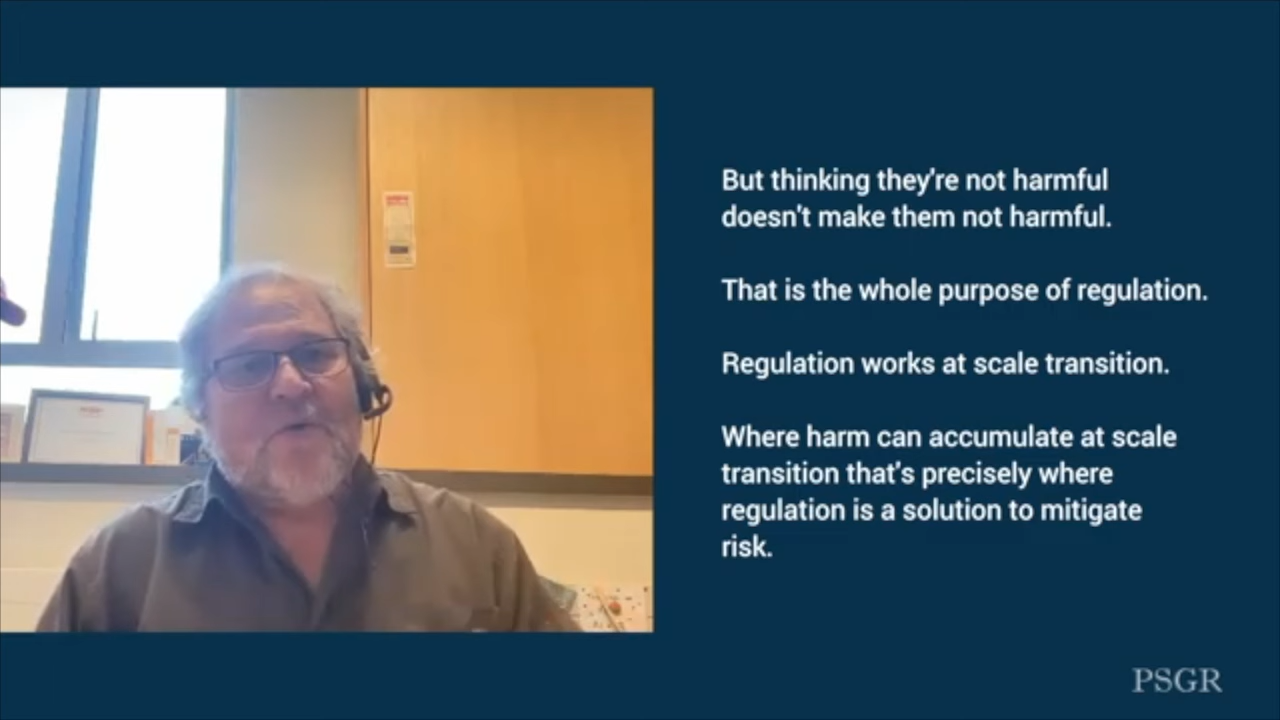 But thinking they're not harmful
doesn't make them not harmful.
That is the whole purpose of regulation.
Regulation works at scale transition.
Where harm can accumulate at scale
transition that's precisely where
regulation is a solution to mitigate
risk.
PSGR